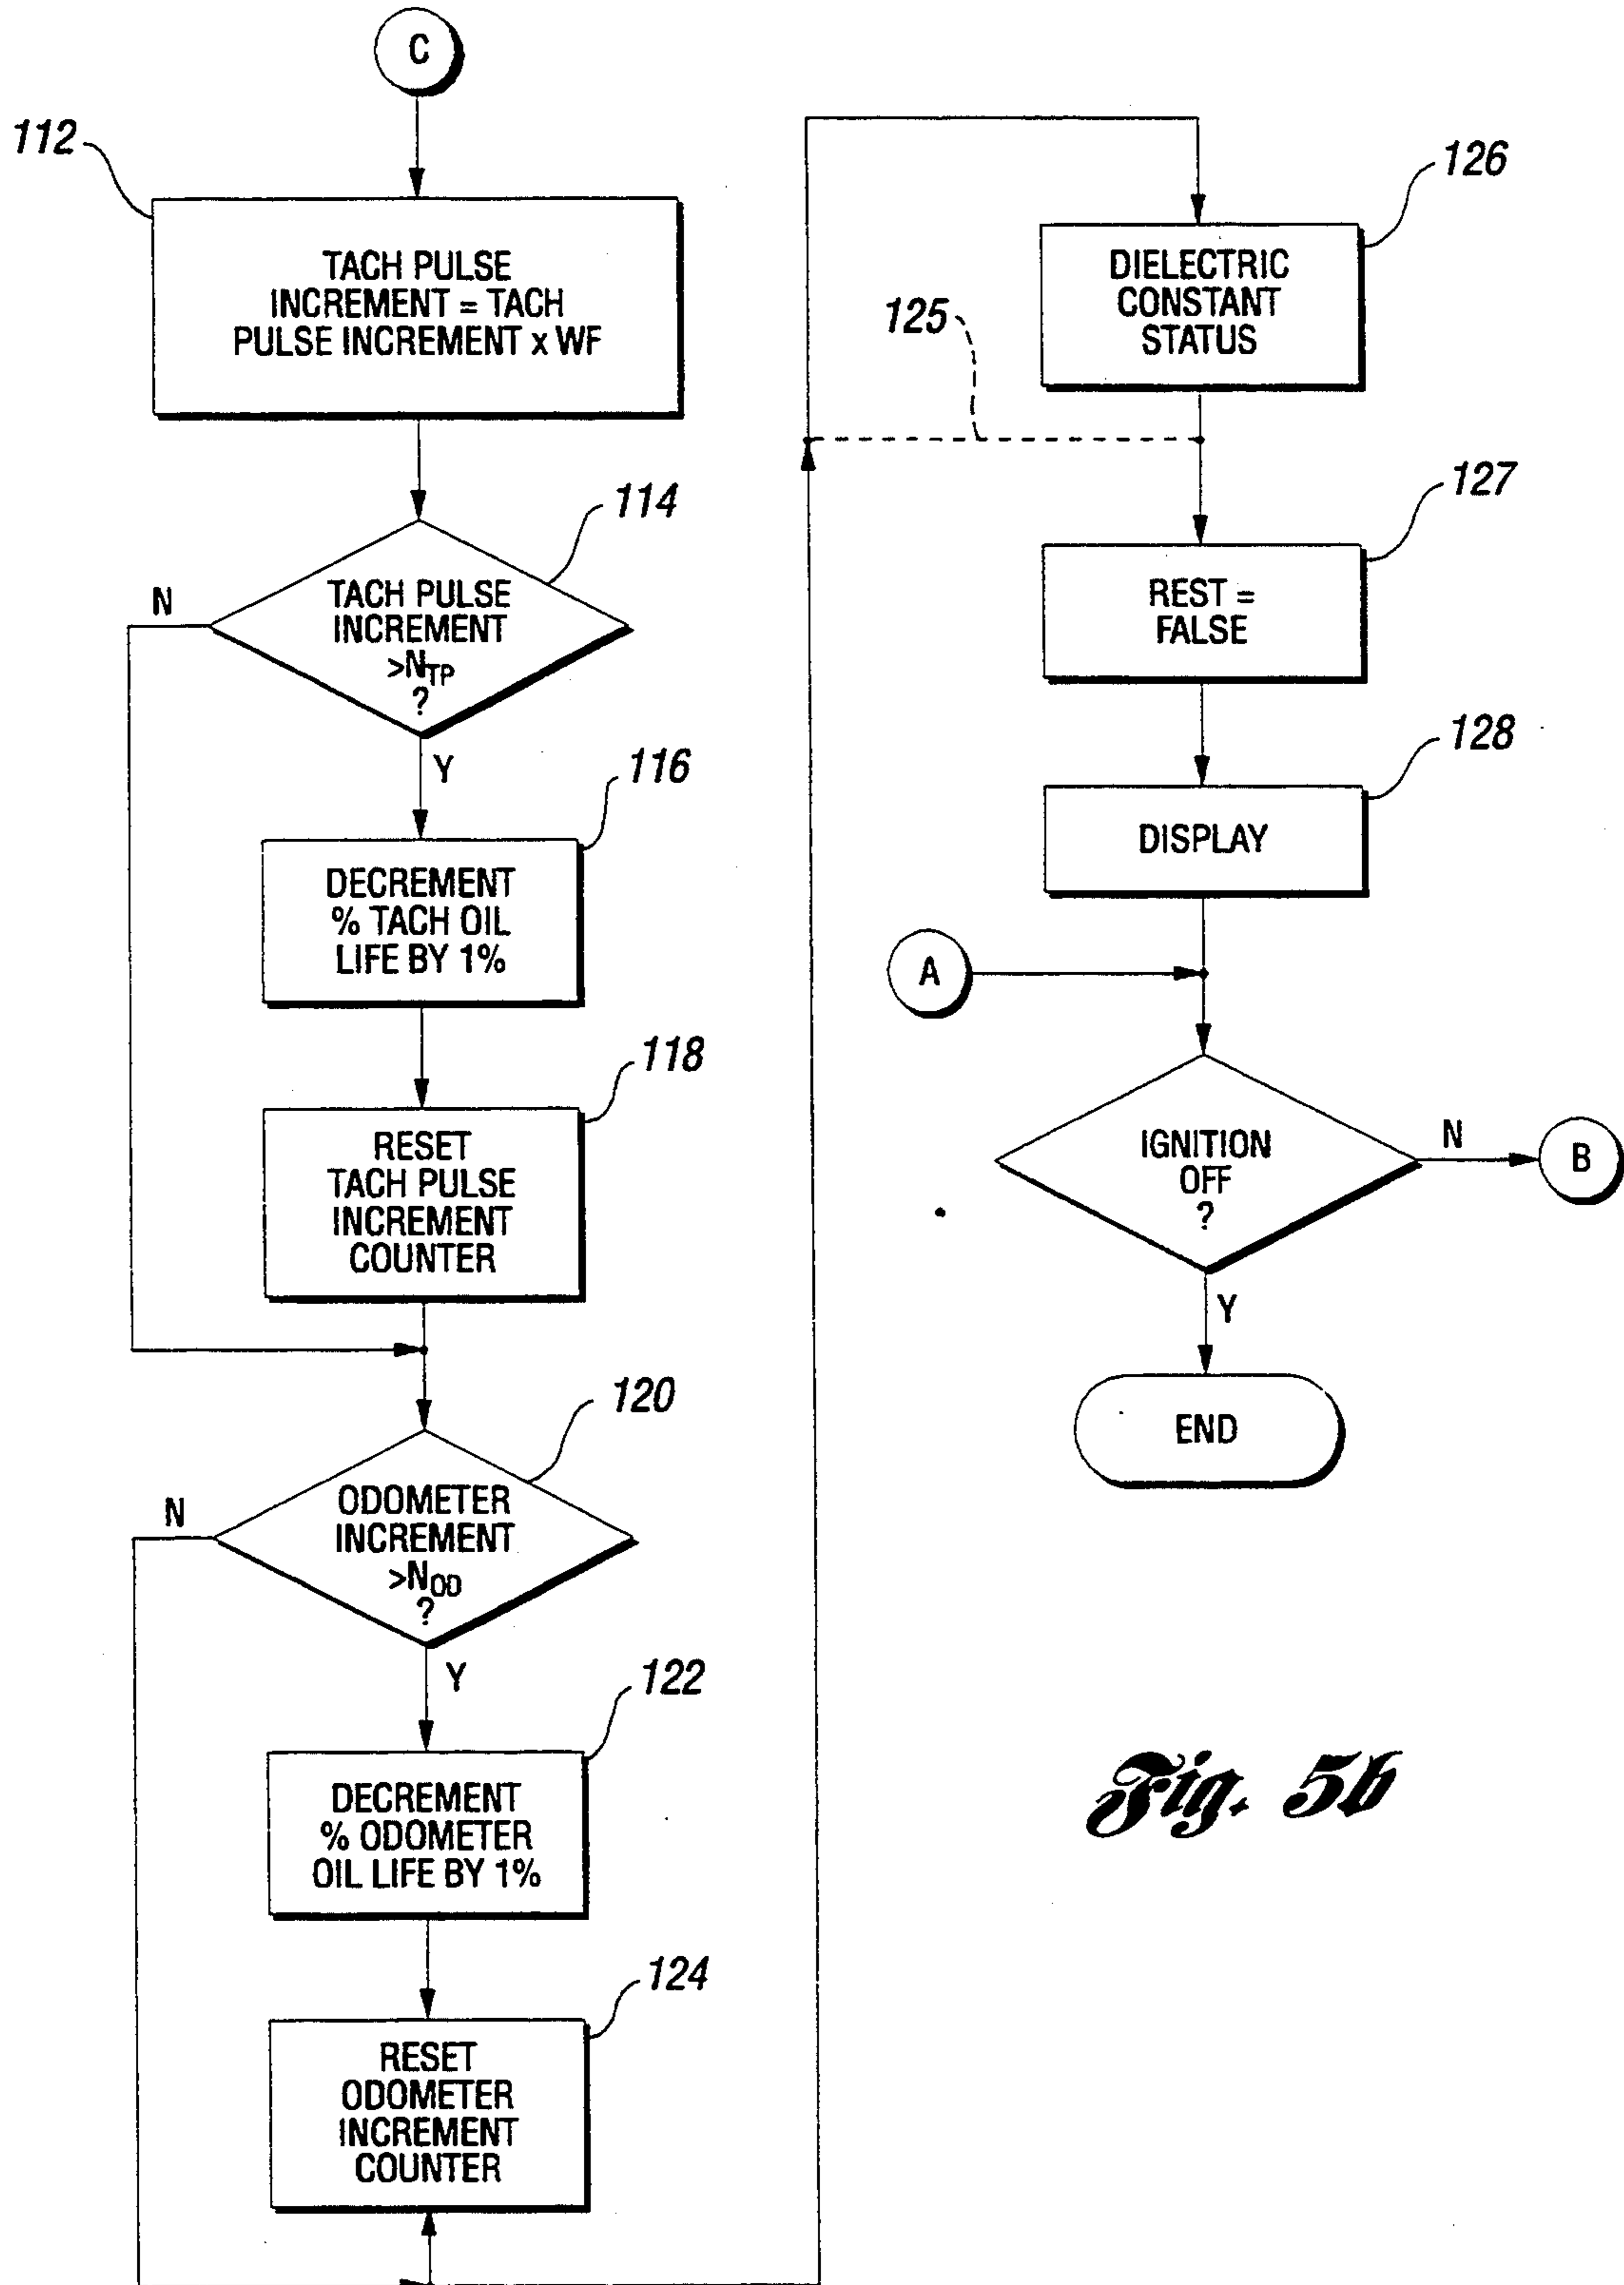 C
112
TACH PULSE
INCREMENT = TACH
PULSE INCREMENT x WF
114
TACH PULSE
INCREMENT
>N_TP
?
N
Y
116
DECREMENT
% TACH OIL
LIFE BY 1%
118
RESET
TACH PULSE
INCREMENT
COUNTER
120
ODOMETER
INCREMENT
>N_OD
?
N
Y
122
DECREMENT
% ODOMETER
OIL LIFE BY 1%
124
RESET
ODOMETER
INCREMENT
COUNTER
126
DIELECTRIC
CONSTANT
STATUS
125
127
REST =
FALSE
128
DISPLAY
A
IGNITION
OFF
?
N
B
Y
END
Fig. 5b